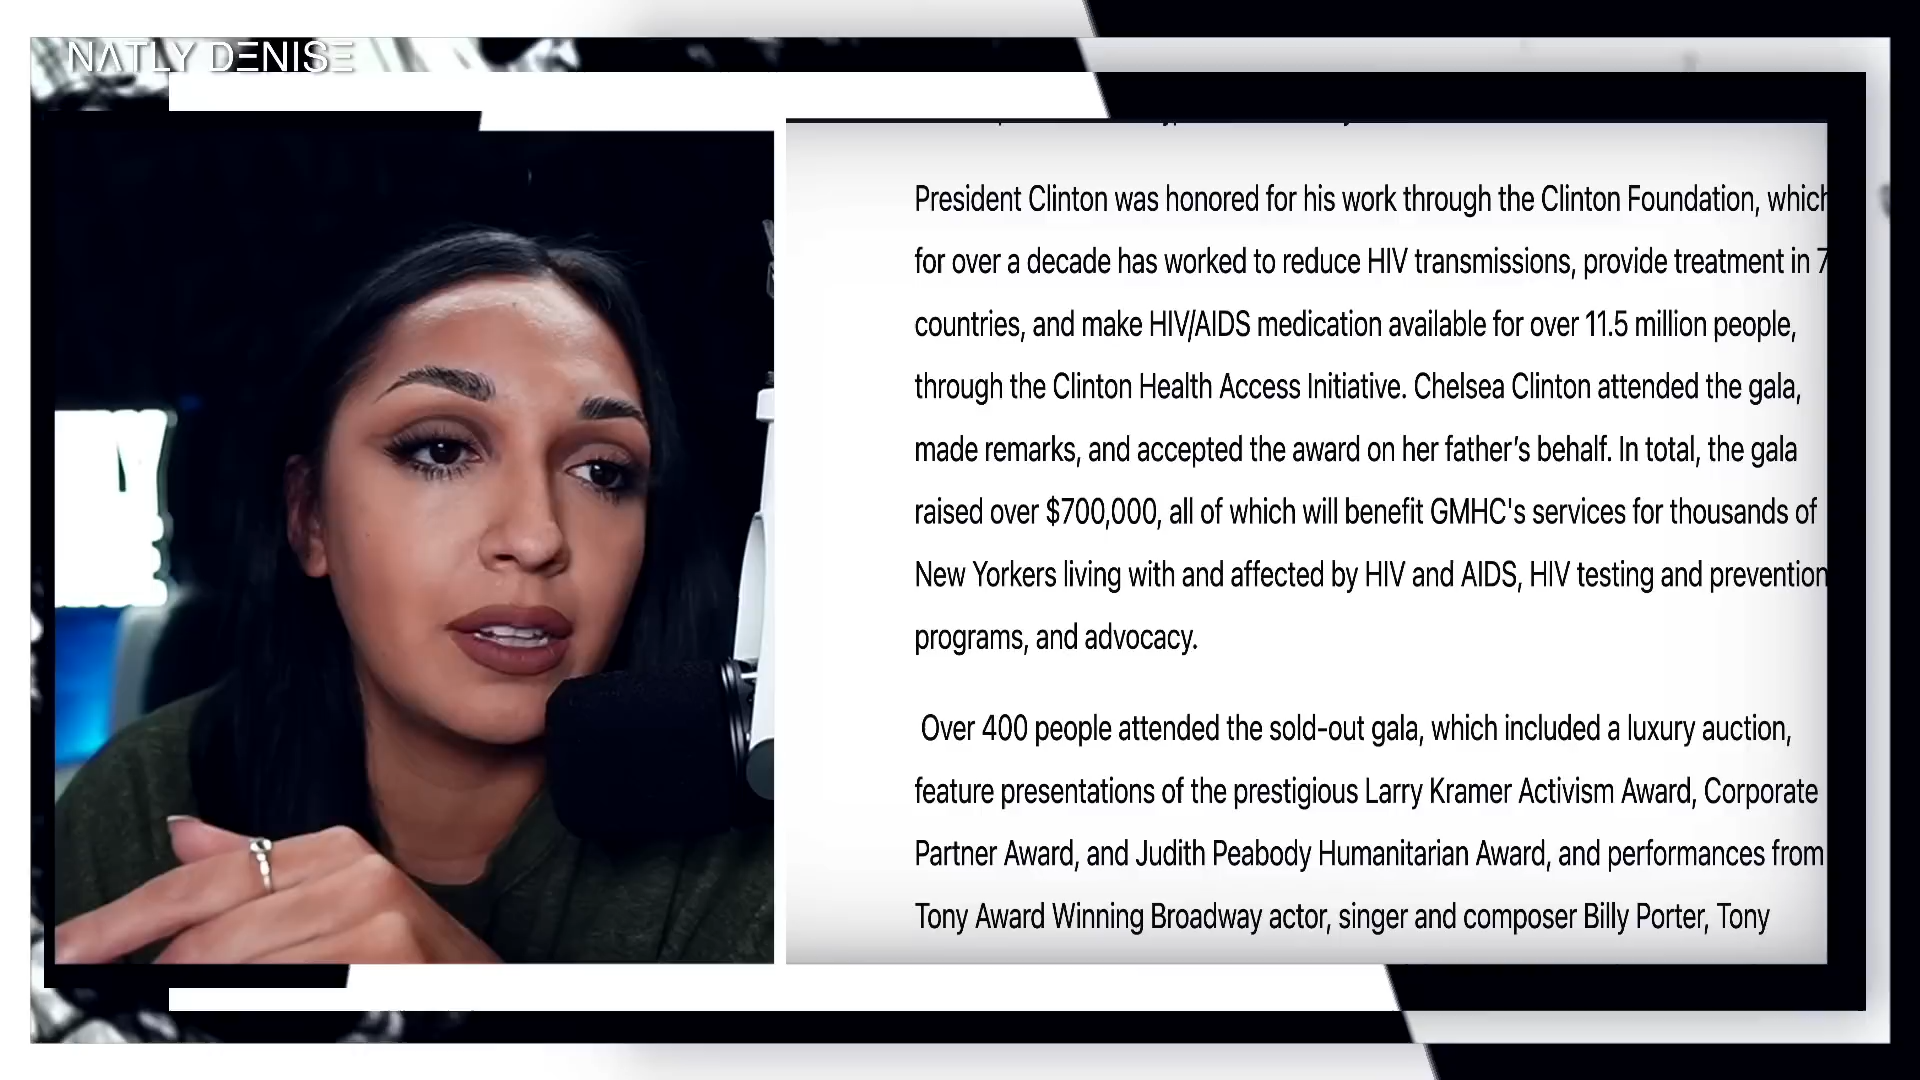 NATLY DENISE
President Clinton was honored for his work through the Clinton Foundation, which
for over a decade has worked to reduce HIV transmissions, provide treatment in 7
countries, and make HIV/AIDS medication available for over 11.5 million people,
through the Clinton Health Access Initiative. Chelsea Clinton attended the gala,
made remarks, and accepted the award on her father’s behalf. In total, the gala
raised over $700,000, all of which will benefit GMHC's services for thousands of
New Yorkers living with and affected by HIV and AIDS, HIV testing and prevention
programs, and advocacy.
Over 400 people attended the sold-out gala, which included a luxury auction,
feature presentations of the prestigious Larry Kramer Activism Award, Corporate
Partner Award, and Judith Peabody Humanitarian Award, and performances from
Tony Award Winning Broadway actor, singer and composer Billy Porter, Tony